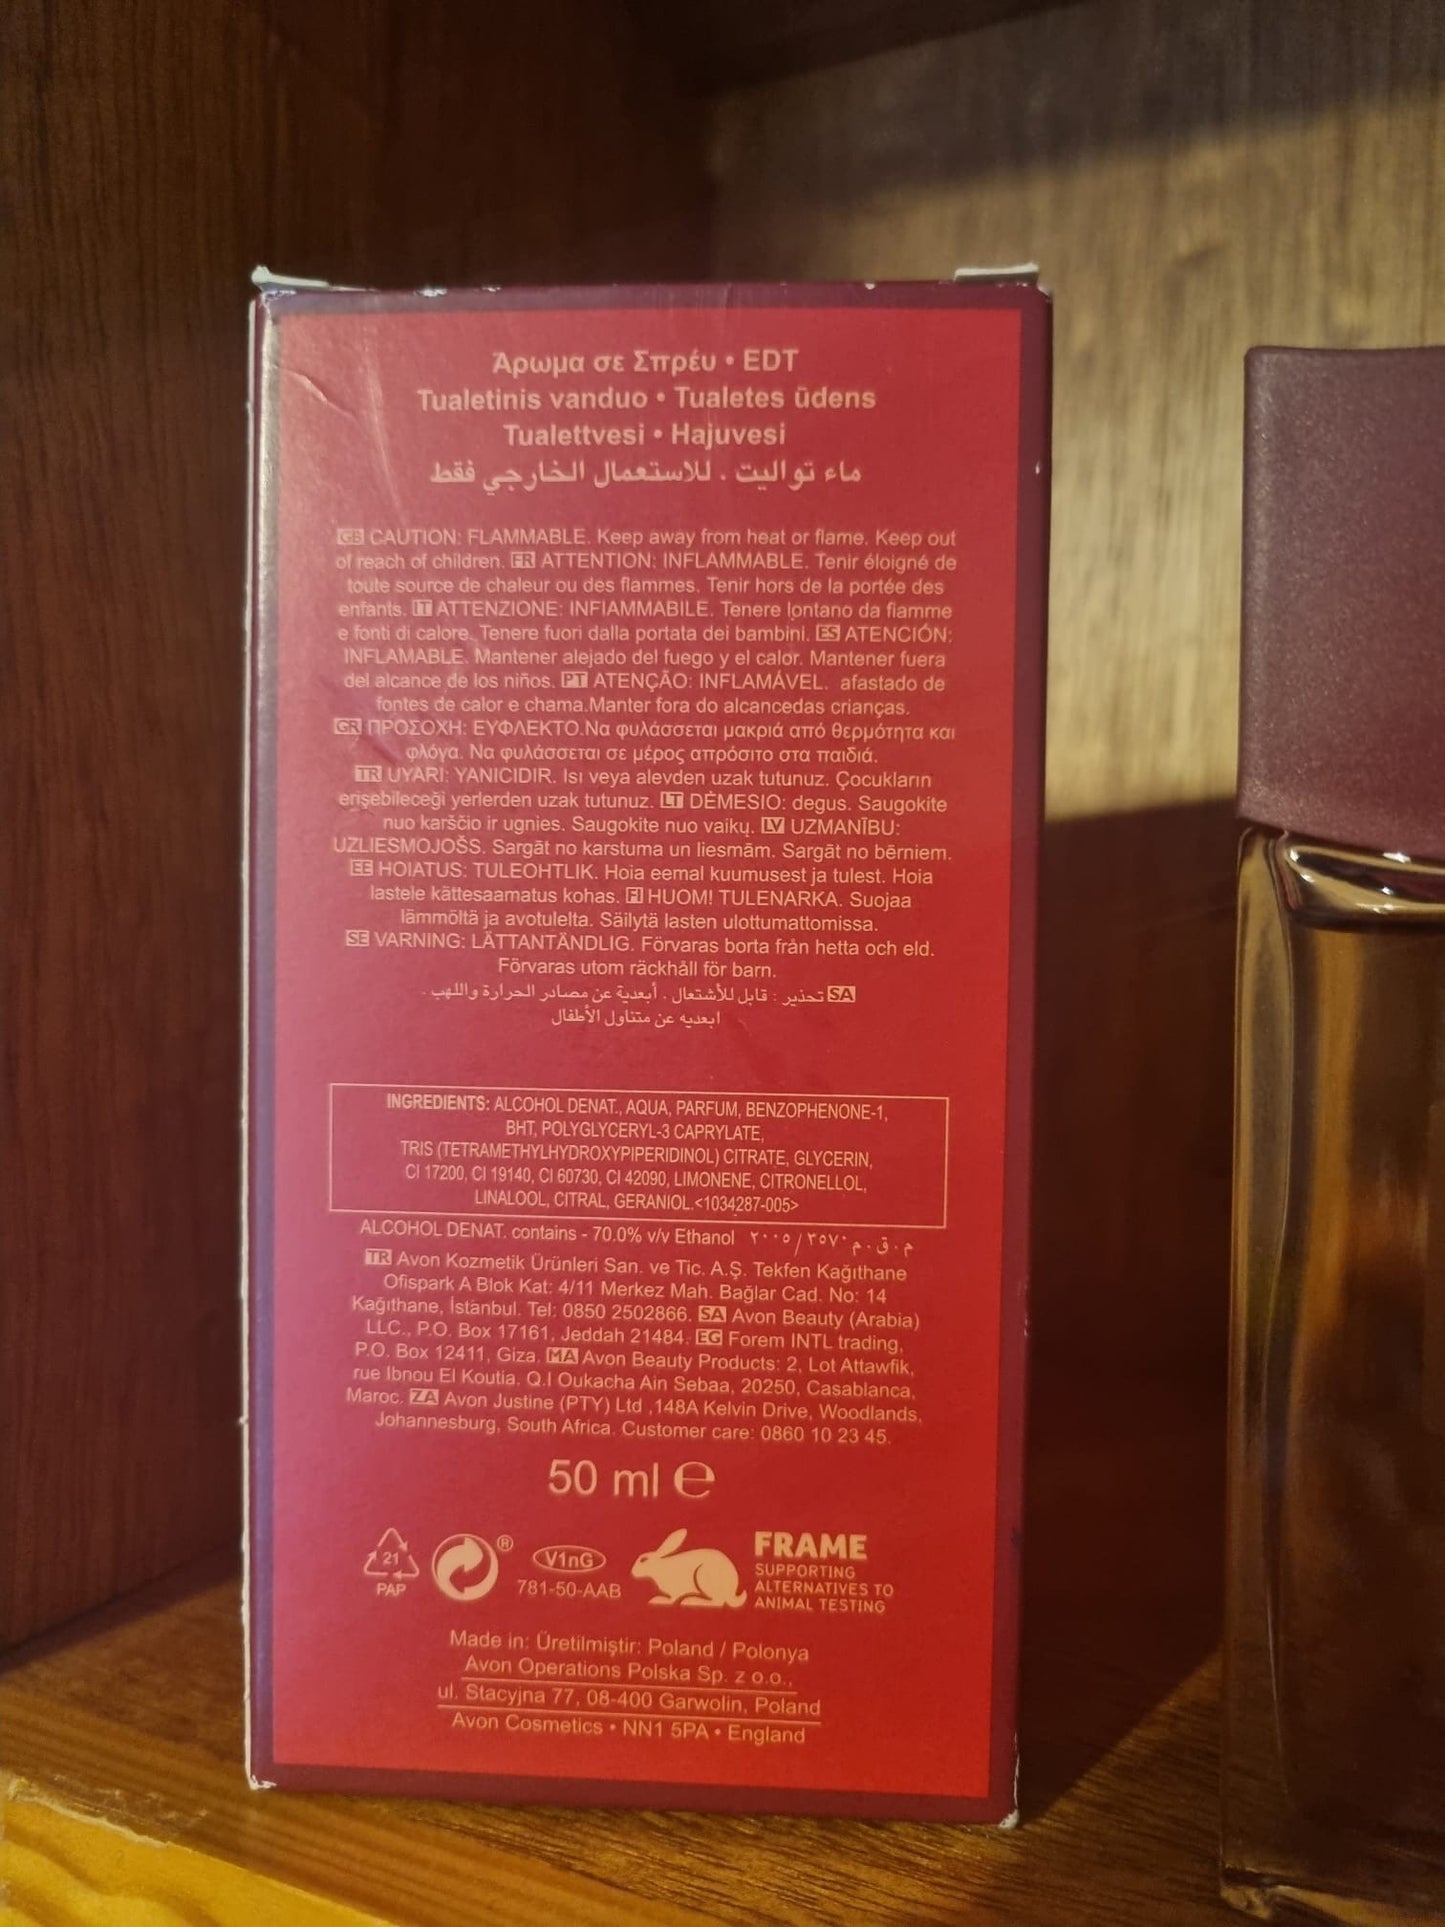 Άρωμα σε Σπρέυ • EDT
Tualetinis vanduo • Tualetes ūdens
Tualettvesi • Hajuvesi
ماء تواليت . للاستعمال الخارجي فقط
GB CAUTION: FLAMMABLE. Keep away from heat or flame. Keep out
of reach of children. FR ATTENTION: INFLAMMABLE. Tenir éloigné de
toute source de chaleur ou des flammes. Tenir hors de la portée des
enfants. IT ATTENZIONE: INFIAMMABILE. Tenere lontano da fiamme
e fonti di calore. Tenere fuori dalla portata dei bambini. ES ATENCIÓN:
INFLAMABLE. Mantener alejado del fuego y el calor. Mantener fuera
del alcance de los niños. PT ATENÇÃO: INFLAMÁVEL. afastado de
fontes de calor e chama.Manter fora do alcancedas crianças.
GR ΠΡΟΣΟΧΗ: ΕΥΦΛΕΚΤΟ.Να φυλάσσεται μακριά από θερμότητα και
φλόγα. Να φυλάσσεται σε μέρος απρόσιτο στα παιδιά.
TR UYARI: YANICIDIR. Isı veya alevden uzak tutunuz. Çocukların
erişebileceği yerlerden uzak tutunuz. LT DĖMESIO: degus. Saugokite
nuo karščio ir ugnies. Saugokite nuo vaikų. LV UZMANĪBU:
UZLIESMOJOŠS. Sargāt no karstuma un liesmām. Sargāt no bērniem.
EE HOIATUS: TULEOHTLIK. Hoia eemal kuumusest ja tulest. Hoia
lastele kättesaamatus kohas. FI HUOM! TULENARKA. Suojaa
lämmöltä ja avotulelta. Säilytä lasten ulottumattomissa.
SE VARNING: LÄTTANTÄNDLIG. Förvaras borta från hetta och eld.
Förvaras utom räckhåll för barn.
SA تحذير : قابل للأشتعال . أبعدية عن مصادر الحرارة واللهب .
ابعديه عن متناول الأطفال
INGREDIENTS: ALCOHOL DENAT., AQUA, PARFUM, BENZOPHENONE-1,
BHT, POLYGLYCERYL-3 CAPRYLATE,
TRIS (TETRAMETHYLHYDROXYPIPERIDINOL) CITRATE, GLYCERIN,
CI 17200, CI 19140, CI 60730, CI 42090, LIMONENE, CITRONELLOL,
LINALOOL, CITRAL, GERANIOL.<1034287-005>
ALCOHOL DENAT. contains - 70.0% v/v Ethanol م.ق.م ٣٥٧٠/٢٠٠٥
TR Avon Kozmetik Ürünleri San. ve Tic. A.Ş. Tekfen Kağıthane
Ofispark A Blok Kat: 4/11 Merkez Mah. Bağlar Cad. No: 14
Kağıthane, İstanbul. Tel: 0850 2502866. SA Avon Beauty (Arabia)
LLC., P.O. Box 17161, Jeddah 21484. EG Forem INTL trading,
P.O. Box 12411, Giza. MA Avon Beauty Products: 2, Lot Attawfik,
rue Ibnou El Koutia. Q.I Oukacha Ain Sebaa, 20250, Casablanca,
Maroc. ZA Avon Justine (PTY) Ltd ,148A Kelvin Drive, Woodlands,
Johannesburg, South Africa. Customer care: 0860 10 23 45.
50 ml ℮
21
PAP
®
V1nG
781-50-AAB
FRAME
SUPPORTING
ALTERNATIVES TO
ANIMAL TESTING
Made in: Üretilmiştir: Poland / Polonya
Avon Operations Polska Sp. z o.o.,
ul. Stacyjna 77, 08-400 Garwolin, Poland
Avon Cosmetics • NN1 5PA • England